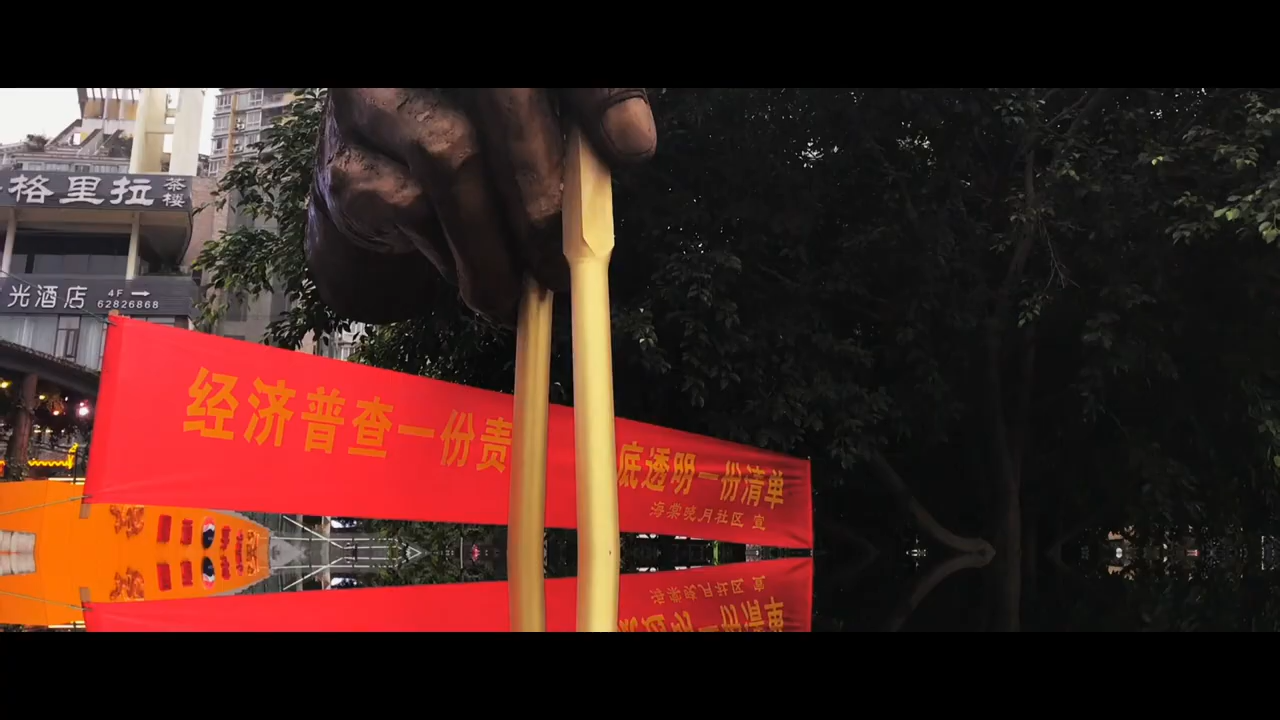 格里拉 茶楼
光酒店 4F
62826868
经济普查一份责 底透明一份清单
海棠晓月社区 宣